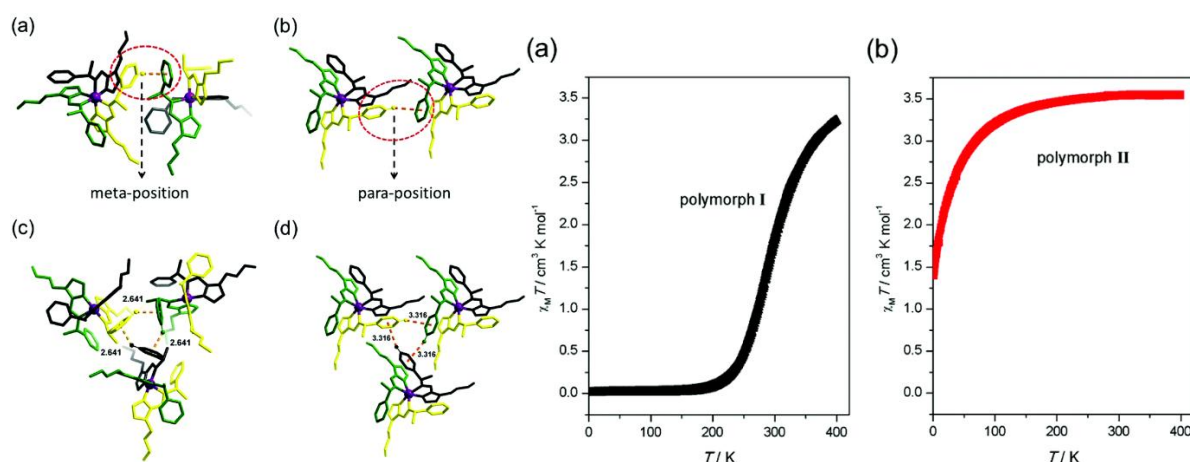 (a)
meta-position
(b)
para-position
(c)
2.641
2.641
2.641
(d)
3.316
3.316
3.316
(a)
χMT / cm³ K mol⁻¹
3.5
3.0
2.5
2.0
1.5
1.0
0.5
0.0
polymorph I
0 100 200 300 400
T / K
(b)
χMT / cm³ K mol⁻¹
3.5
3.0
2.5
2.0
1.5
1.0
0.5
0.0
polymorph II
0 100 200 300 400
T / K